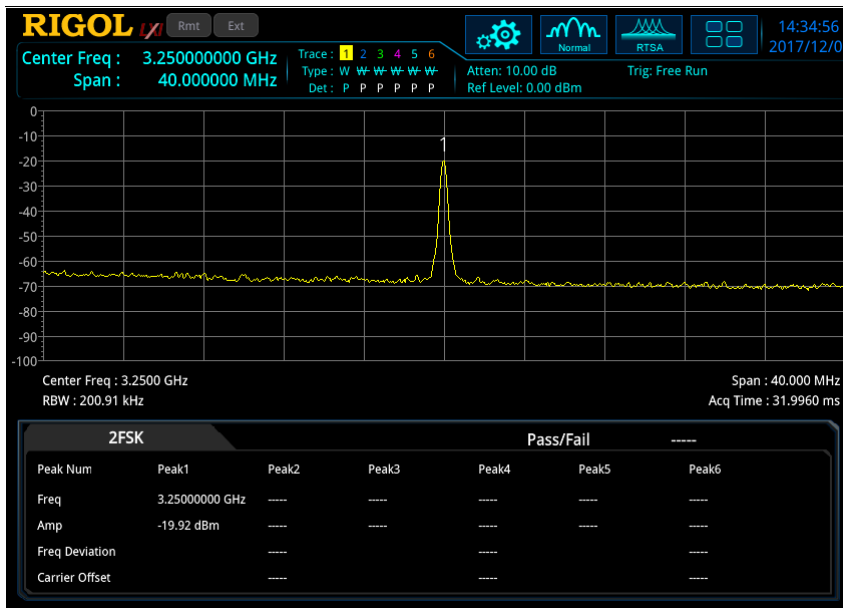 RIGOL LXI Rmt Ext
14:34:56
2017/12/0
Normal RTSA
Center Freq : 3.250000000 GHz
Span : 40.000000 MHz
Trace : 1 2 3 4 5 6
Type : W W W W W W
Det : P P P P P P
Atten: 10.00 dB Trig: Free Run
Ref Level: 0.00 dBm
0
-10
1
-20
-30
-40
-50
-60
-70
-80
-90
-100
Center Freq : 3.2500 GHz Span : 40.000 MHz
RBW : 200.91 kHz Acq Time : 31.9960 ms
2FSK Pass/Fail -----
Peak Num Peak1 Peak2 Peak3 Peak4 Peak5 Peak6
Freq 3.25000000 GHz ----- ----- ----- ----- -----
Amp -19.92 dBm ----- ----- ----- ----- -----
Freq Deviation ----- ----- -----
Carrier Offset ----- ----- -----